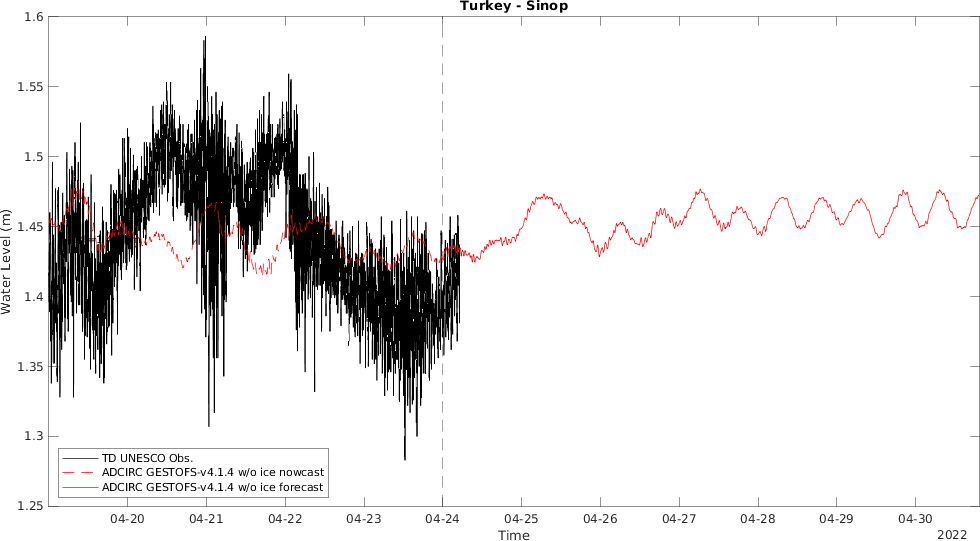 Turkey - Sinop
Water Level (m)
1.6
1.55
1.5
1.45
1.4
1.35
1.3
1.25
TD UNESCO Obs.
ADCIRC GESTOFS-v4.1.4 w/o ice nowcast
ADCIRC GESTOFS-v4.1.4 w/o ice forecast
04-20 04-21 04-22 04-23 04-24 04-25 04-26 04-27 04-28 04-29 04-30
Time
2022